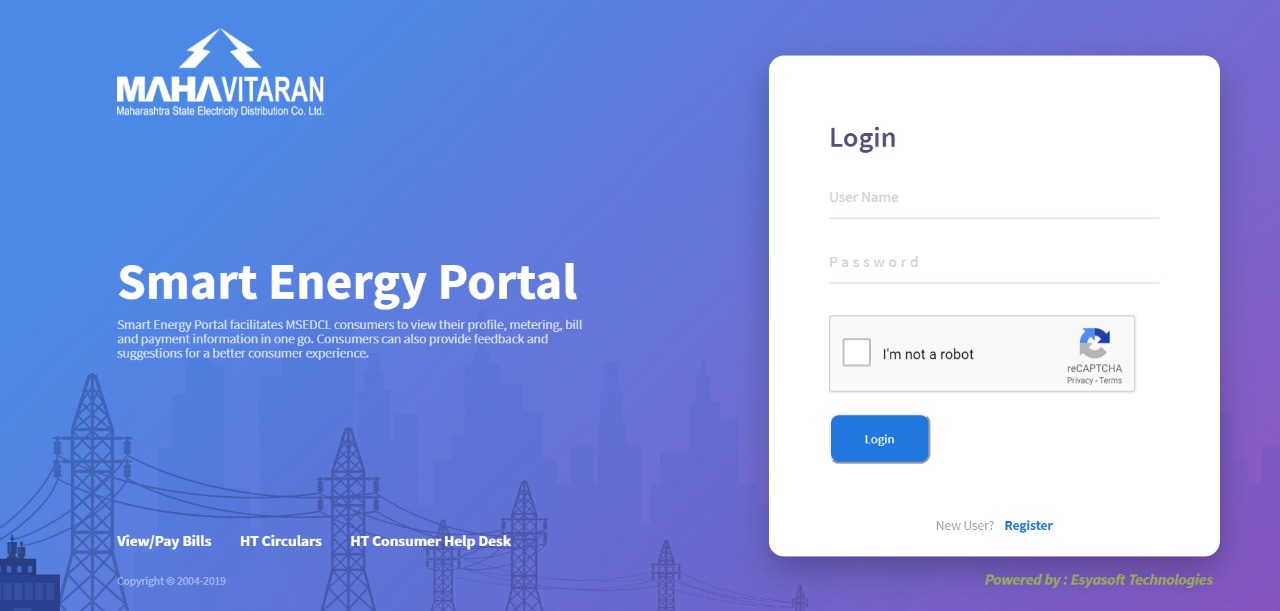 MAHAVITARAN
Maharashtra State Electricity Distribution Co. Ltd.
Smart Energy Portal
Smart Energy Portal facilitates MSEDCL consumers to view their profile, metering, bill
and payment information in one go. Consumers can also provide feedback and
suggestions for a better consumer experience.
View/Pay Bills HT Circulars HT Consumer Help Desk
Copyright © 2004-2019
Login
User Name
Password
I'm not a robot
reCAPTCHA
Privacy - Terms
Login
New User? Register
Powered by : Esyasoft Technologies